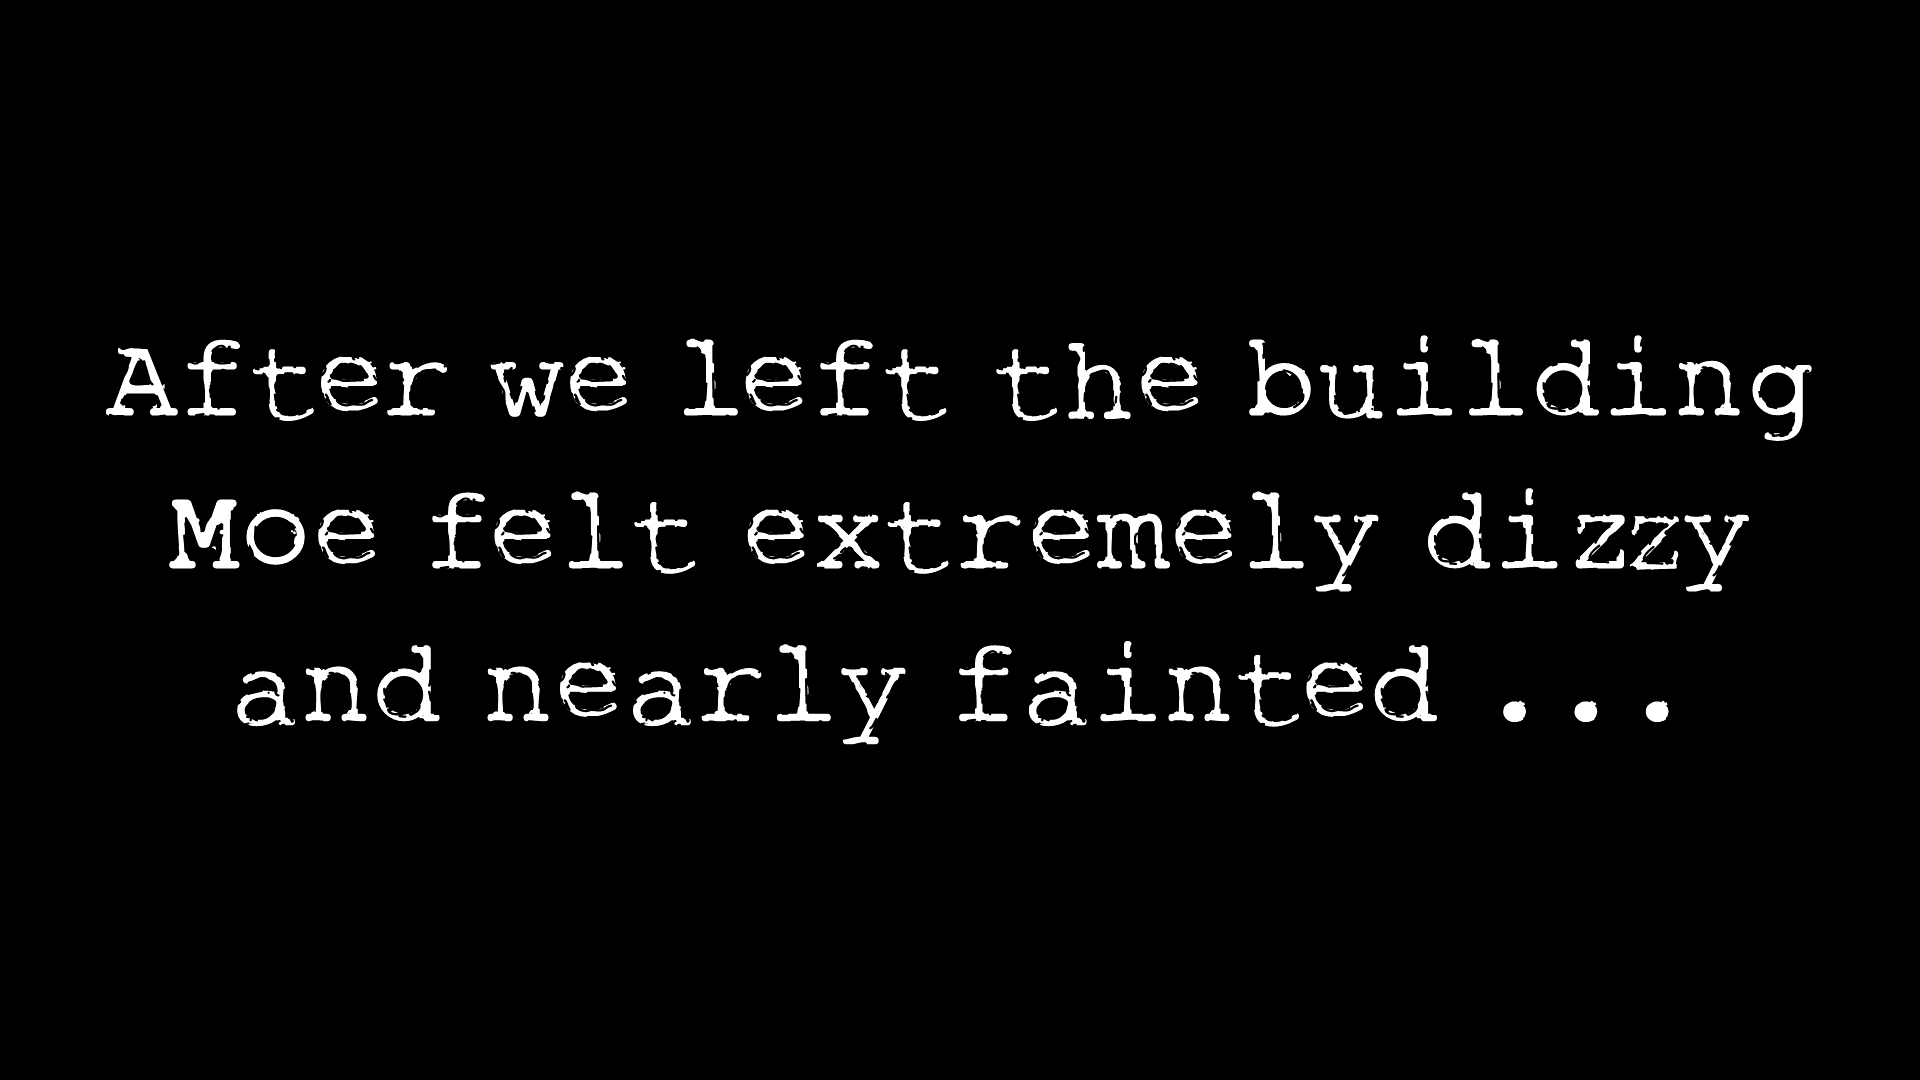 After we left the building
Moe felt extremely dizzy
and nearly fainted ...